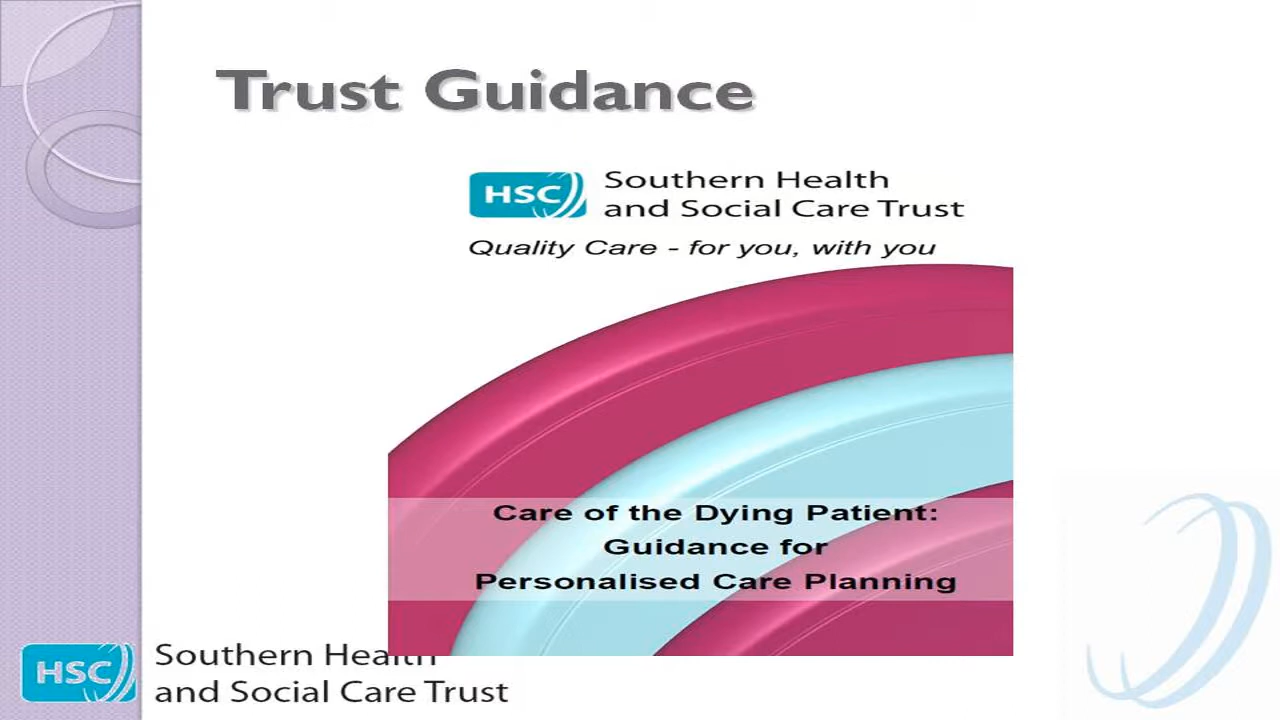 Trust Guidance
HSC
Southern Health
and Social Care Trust
Quality Care - for you, with you
Care of the Dying Patient:
Guidance for
Personalised Care Planning
HSC
Southern Health
and Social Care Trust